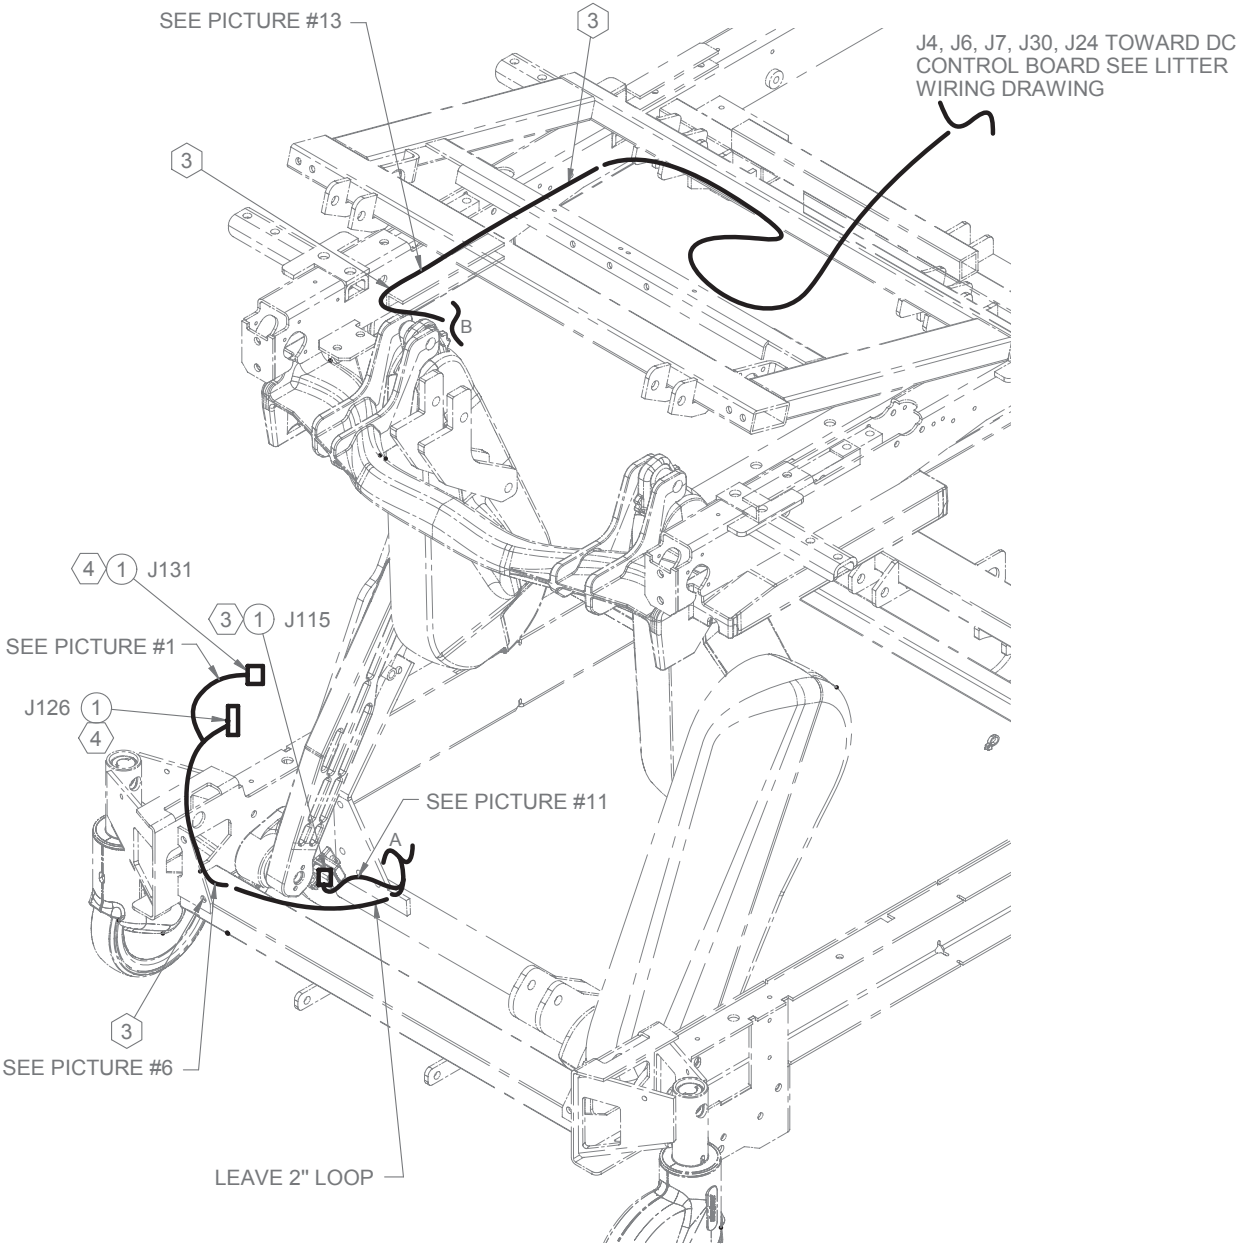 SEE PICTURE #13
3
J4, J6, J7, J30, J24 TOWARD DC
CONTROL BOARD SEE LITTER
WIRING DRAWING
3
B
4 1 J131
3 1 J115
SEE PICTURE #1
J126 1
4
SEE PICTURE #11
A
3
SEE PICTURE #6
LEAVE 2" LOOP